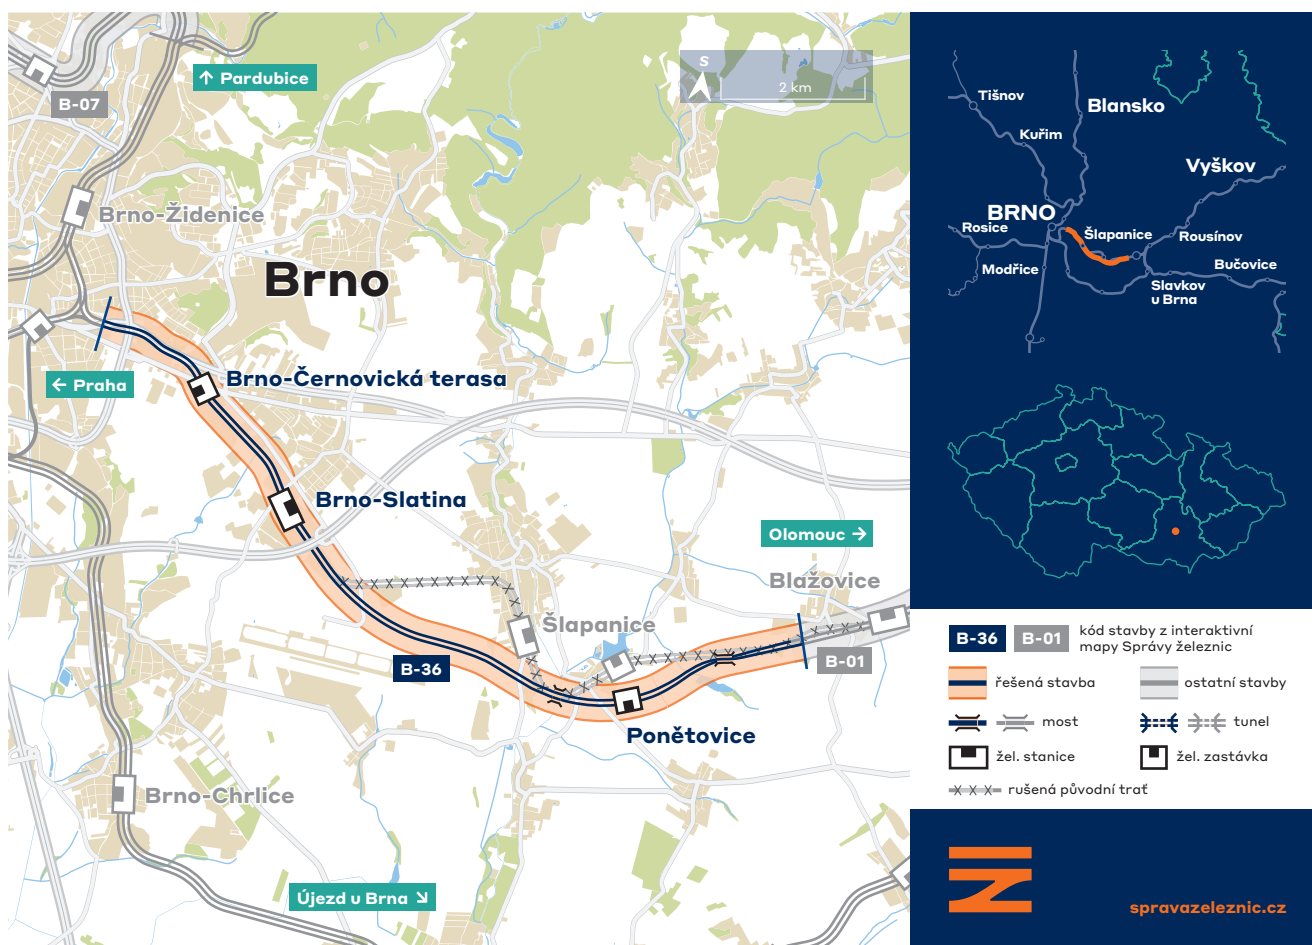 ↑ Pardubice
S
2 km
B-07
Brno-Židenice
Brno
← Praha
Brno-Černovická terasa
Brno-Slatina
Olomouc →
Blažovice
Šlapanice
B-36
B-01
Ponětovice
Brno-Chrlice
Újezd u Brna ↘
Tišnov
Blansko
Kuřim
Vyškov
BRNO
Rosice
Šlapanice
Rousínov
Modřice
Bučovice
Slavkov
u Brna
B-36 B-01 kód stavby z interaktivní
mapy Správy železnic
řešená stavba
ostatní stavby
most
tunel
žel. stanice
žel. zastávka
rušená původní trať
spravazeleznic.cz